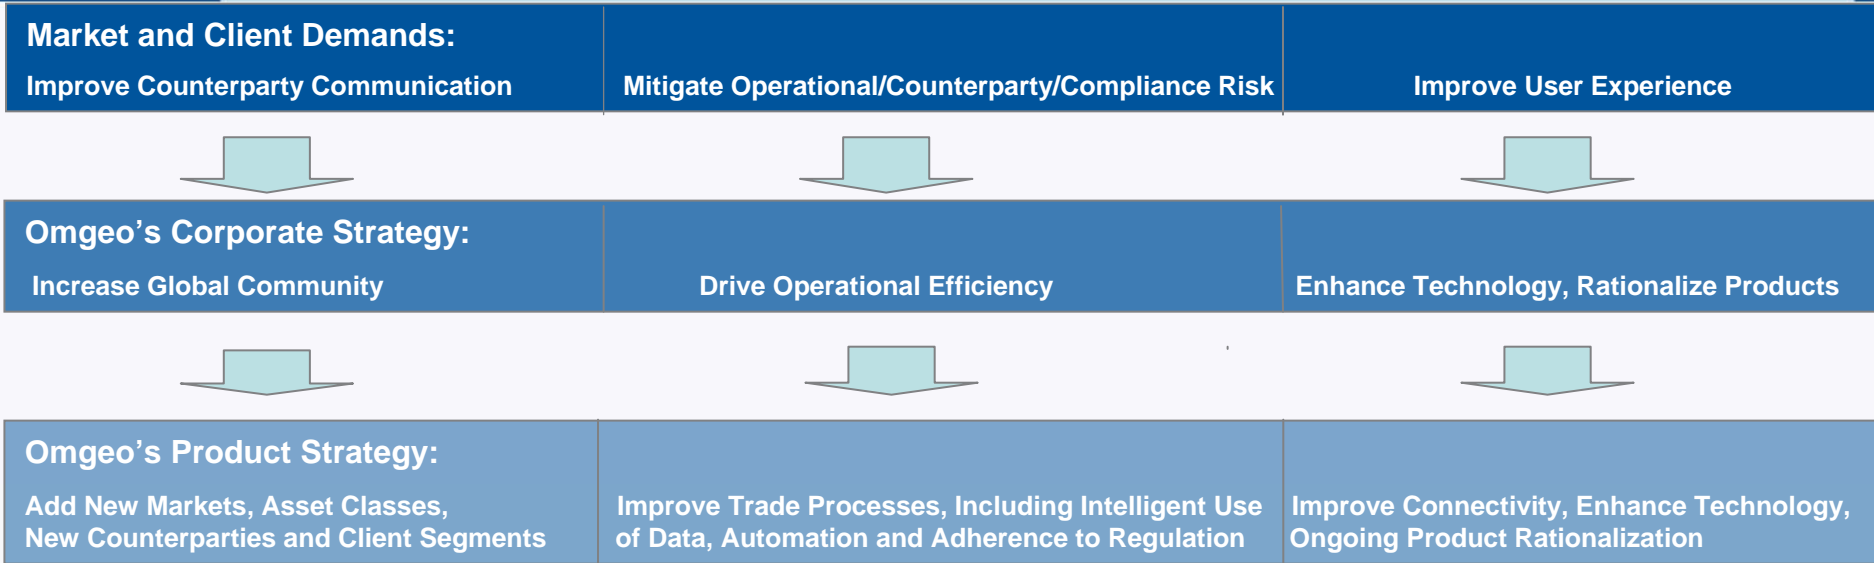 Market and Client Demands:
Improve Counterparty Communication
Mitigate Operational/Counterparty/Compliance Risk
Improve User Experience
Omgeo’s Corporate Strategy:
Increase Global Community
Drive Operational Efficiency
Enhance Technology, Rationalize Products
Omgeo’s Product Strategy:
Add New Markets, Asset Classes,
New Counterparties and Client Segments
Improve Trade Processes, Including Intelligent Use
of Data, Automation and Adherence to Regulation
Improve Connectivity, Enhance Technology,
Ongoing Product Rationalization